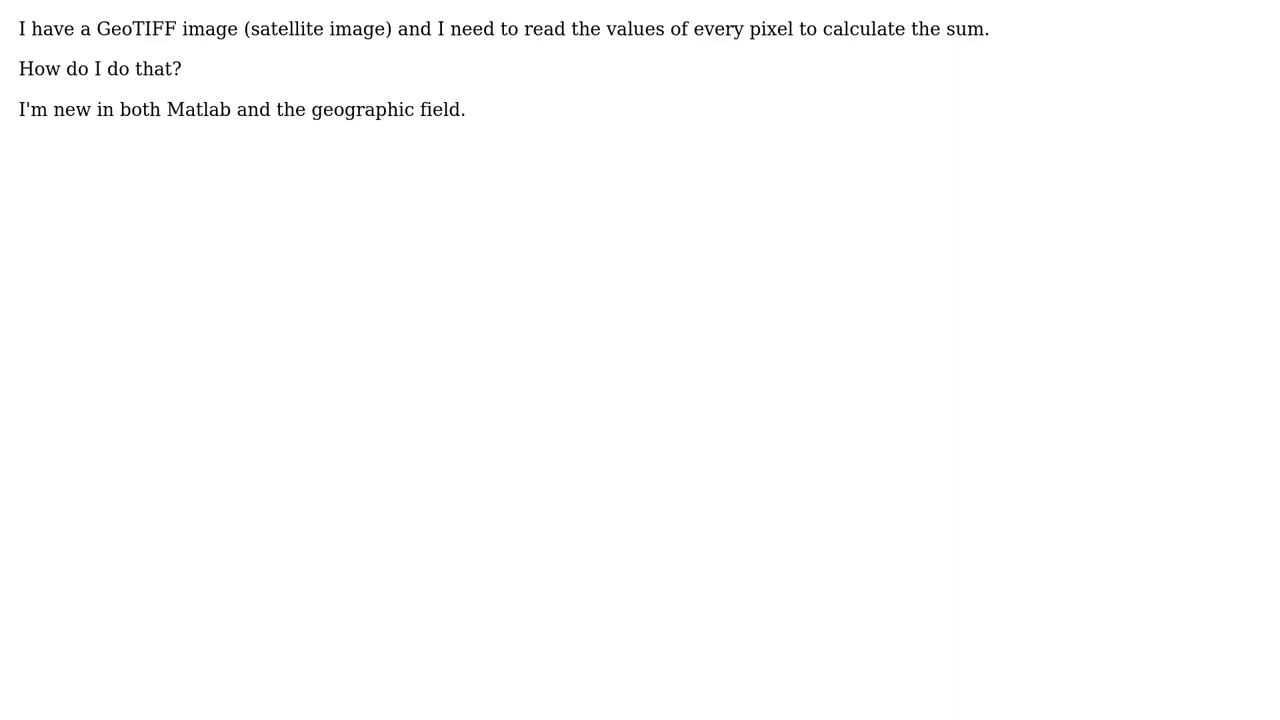 I have a GeoTIFF image (satellite image) and I need to read the values of every pixel to calculate the sum.
How do I do that?
I'm new in both Matlab and the geographic field.